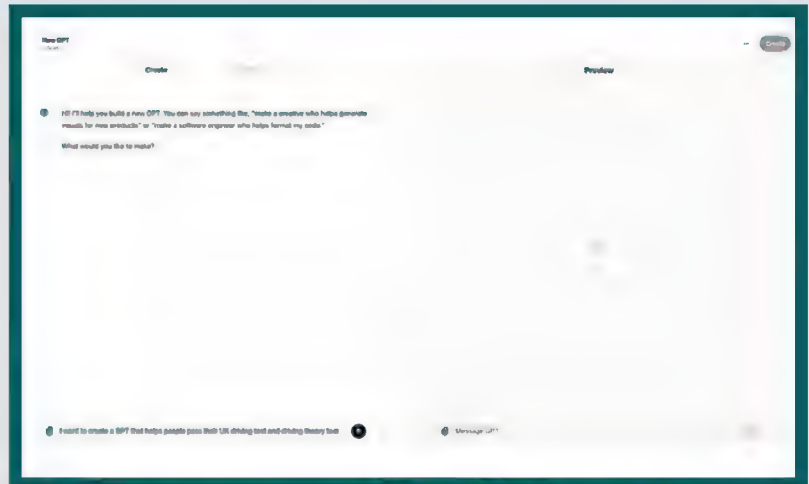 New GPT
Create
Create
Preview
Hi! I'll help you build a new GPT. You can say something like, "make a creative who helps generate
visuals for new products" or "make a software engineer who helps format my code."
What would you like to make?
I want to create a GPT that helps people pass their UK driving test and driving theory test
Message GPT